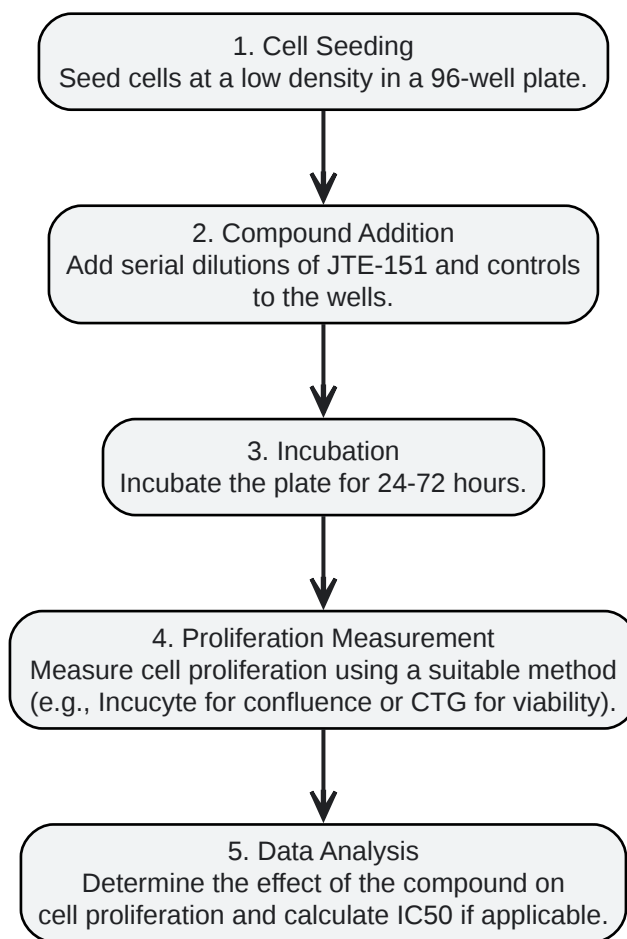 1. Cell Seeding
Seed cells at a low density in a 96-well plate.
2. Compound Addition
Add serial dilutions of JTE-151 and controls
to the wells.
3. Incubation
Incubate the plate for 24-72 hours.
4. Proliferation Measurement
Measure cell proliferation using a suitable method
(e.g., Incucyte for confluence or CTG for viability).
5. Data Analysis
Determine the effect of the compound on
cell proliferation and calculate IC50 if applicable.